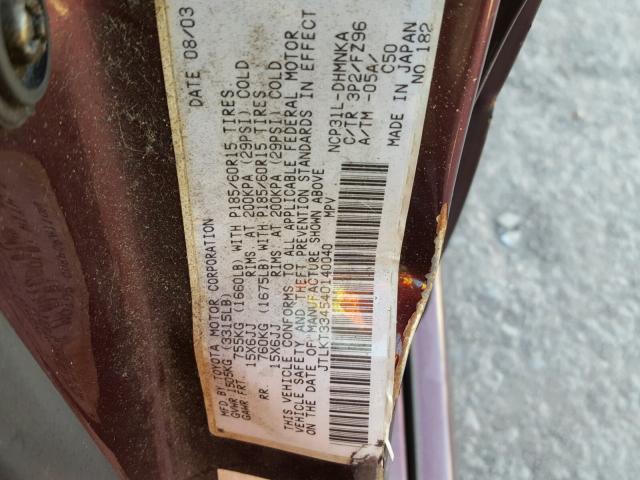 MFD. BY TOYOTA MOTOR CORPORATION DATE 08/03
GVWR 1505KG (3315LB)
GAWR FRT. 755KG (1660LB) WITH P185/60R15 TIRES,
15X6JJ RIMS AT 200KPA (29PSI) COLD
RR. 760KG (1675LB) WITH P185/60R15 TIRES,
15X6JJ RIMS AT 200KPA (29PSI) COLD.
THIS VEHICLE CONFORMS TO ALL APPLICABLE FEDERAL MOTOR
VEHICLE SAFETY AND THEFT PREVENTION STANDARDS IN EFFECT
ON THE DATE OF MANUFACTURE SHOWN ABOVE
JTLKT334540140040 MPV NCP31L-DHMNKA
C/TR 3P2/FZ96
A/TM -05A/ C50
MADE IN JAPAN
NO 182